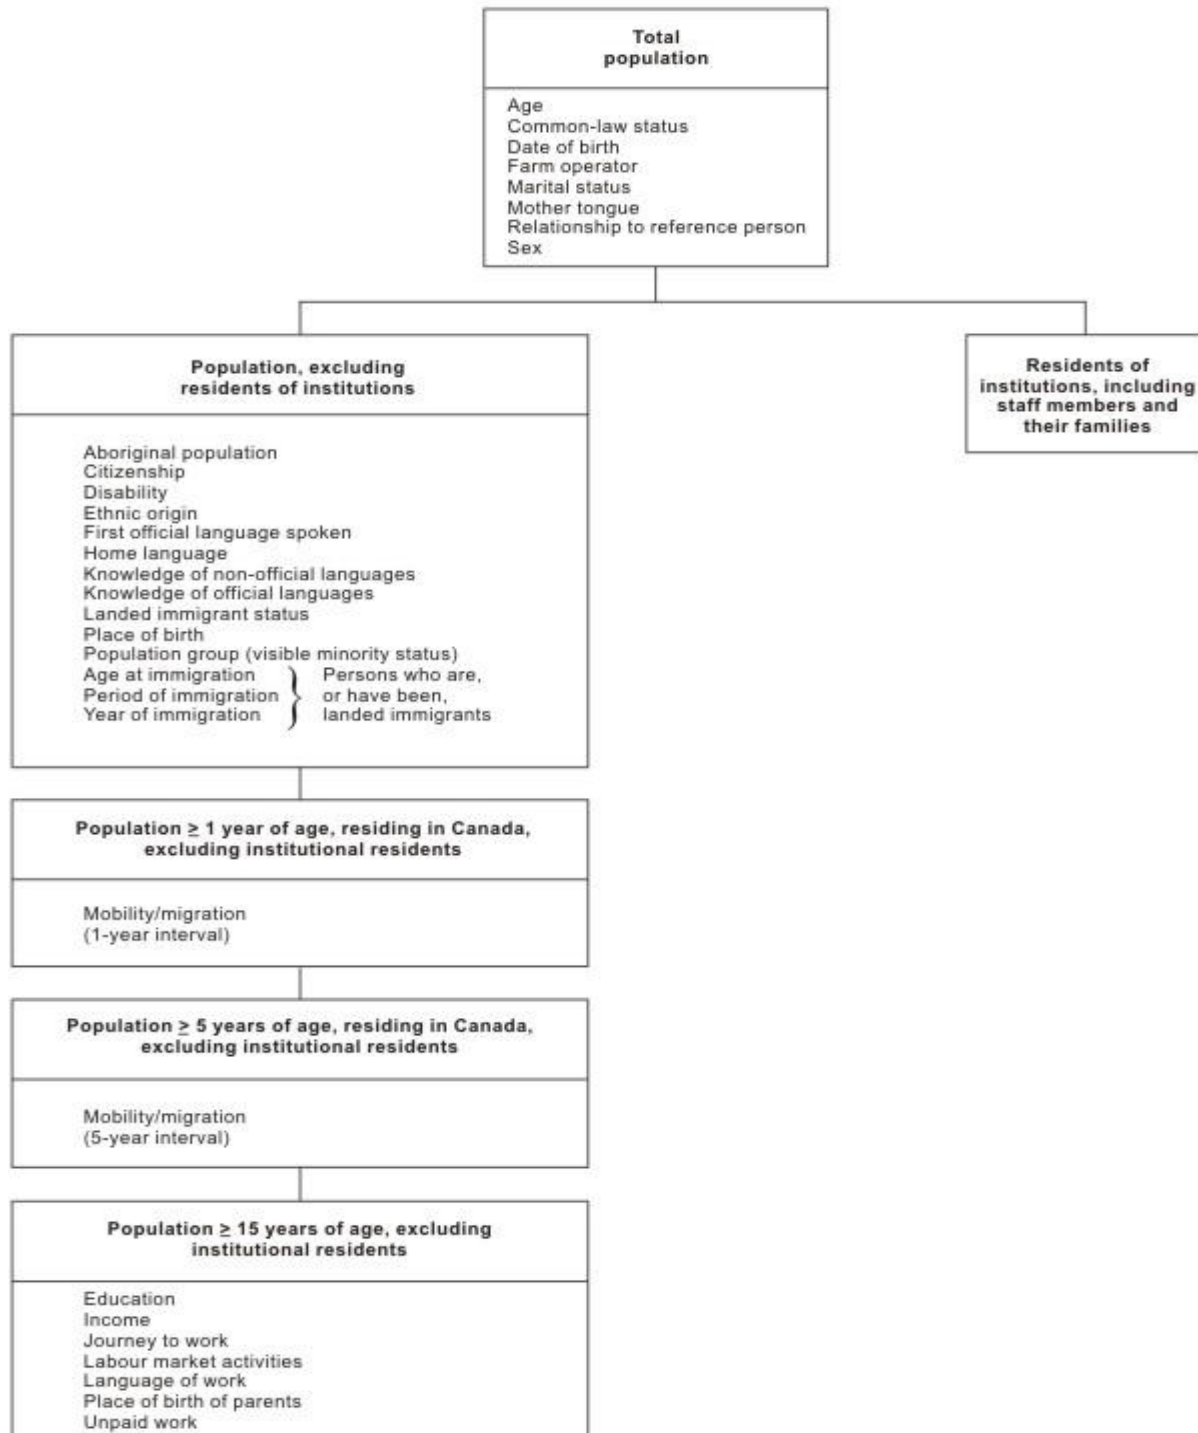 Total
population
Age
Common-law status
Date of birth
Farm operator
Marital status
Mother tongue
Relationship to reference person
Sex
Population, excluding
residents of institutions
Aboriginal population
Citizenship
Disability
Ethnic origin
First official language spoken
Home language
Knowledge of non-official languages
Knowledge of official languages
Landed immigrant status
Place of birth
Population group (visible minority status)
Age at immigration
Period of immigration
Year of immigration
Persons who are,
or have been,
landed immigrants
Residents of
institutions, including
staff members and
their families
Population ≥ 1 year of age, residing in Canada,
excluding institutional residents
Mobility/migration
(1-year interval)
Population ≥ 5 years of age, residing in Canada,
excluding institutional residents
Mobility/migration
(5-year interval)
Population ≥ 15 years of age, excluding
institutional residents
Education
Income
Journey to work
Labour market activities
Language of work
Place of birth of parents
Unpaid work